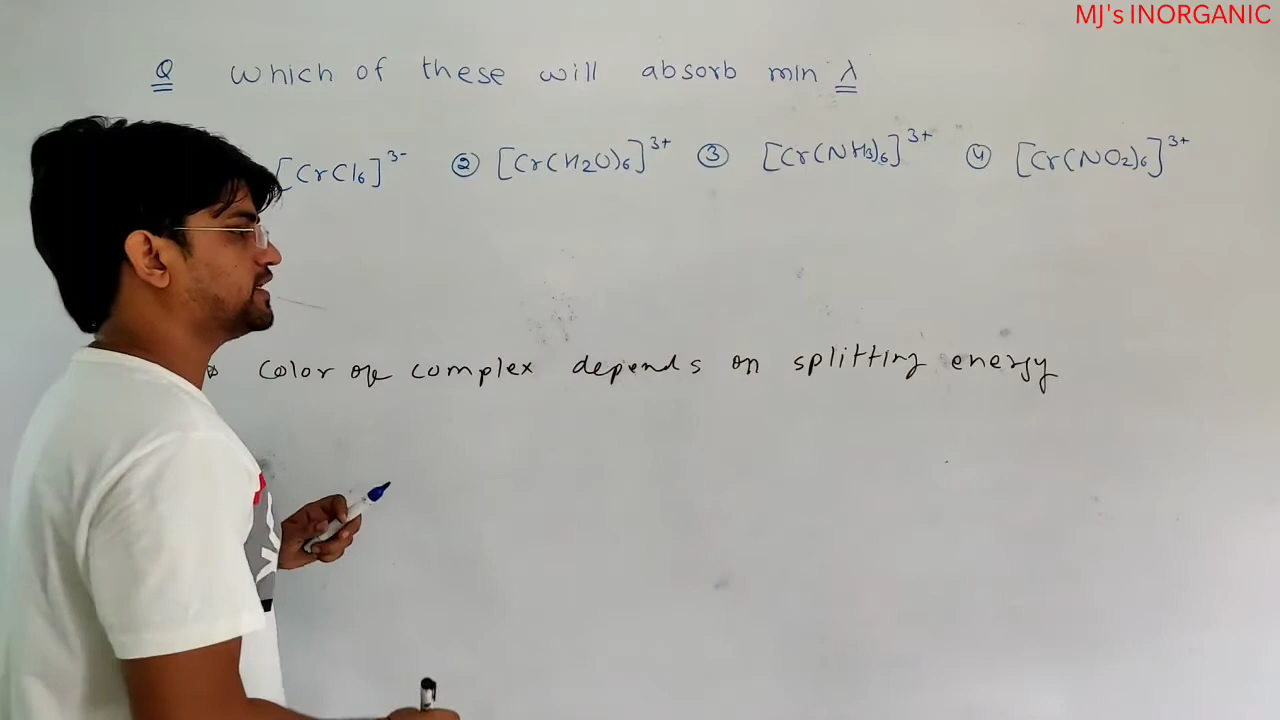 MJ's INORGANIC
Q which of these will absorb min λ
[CrCl6]3- ② [Cr(H2O)6]3+ ③ [Cr(NH3)6]3+ ④ [Cr(NO2)6]3+
color of complex depends on splitting energy